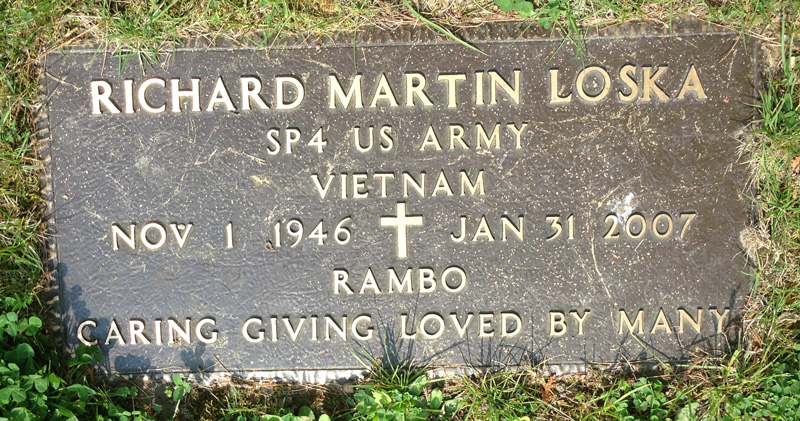 RICHARD MARTIN LOSKA
SP4 US ARMY
VIETNAM
NOV 1 1946 JAN 31 2007
RAMBO
CARING GIVING LOVED BY MANY